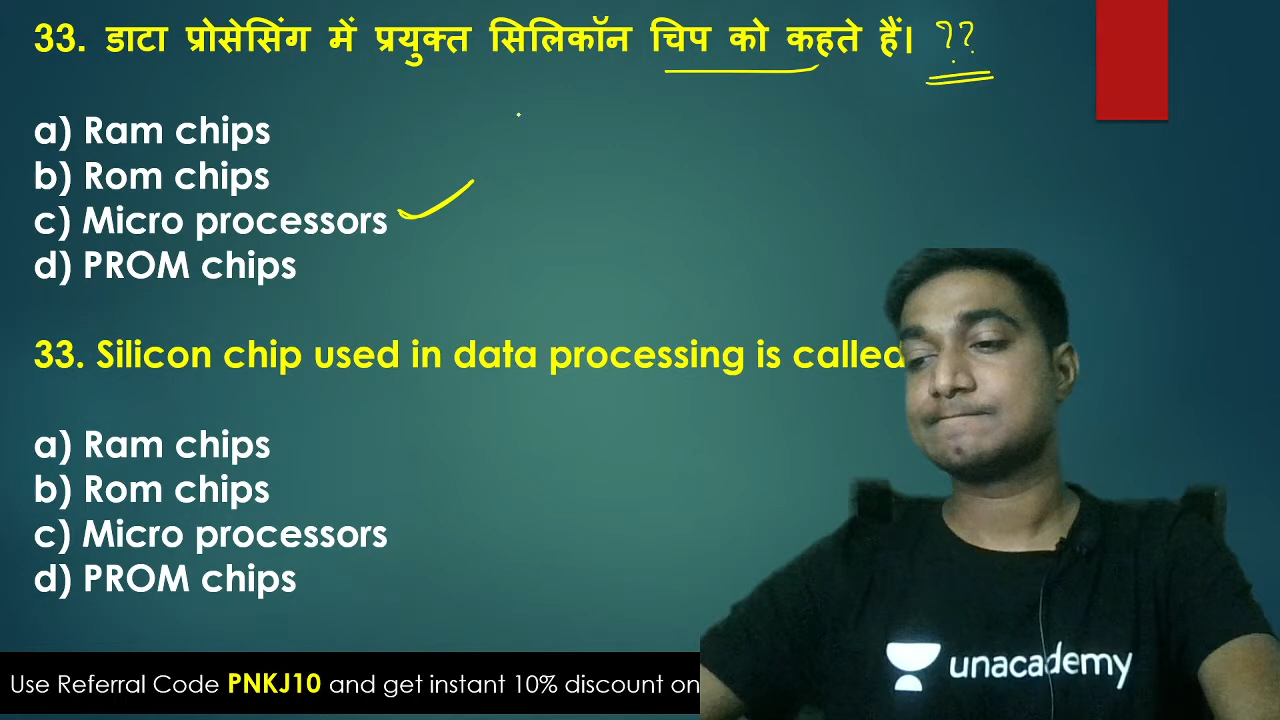 33. डाटा प्रोसेसिंग में प्रयुक्त सिलिकॉन चिप को कहते हैं। ??
a) Ram chips
b) Rom chips
c) Micro processors
d) PROM chips
33. Silicon chip used in data processing is called
a) Ram chips
b) Rom chips
c) Micro processors
d) PROM chips
unacademy
Use Referral Code PNKJ10 and get instant 10% discount on